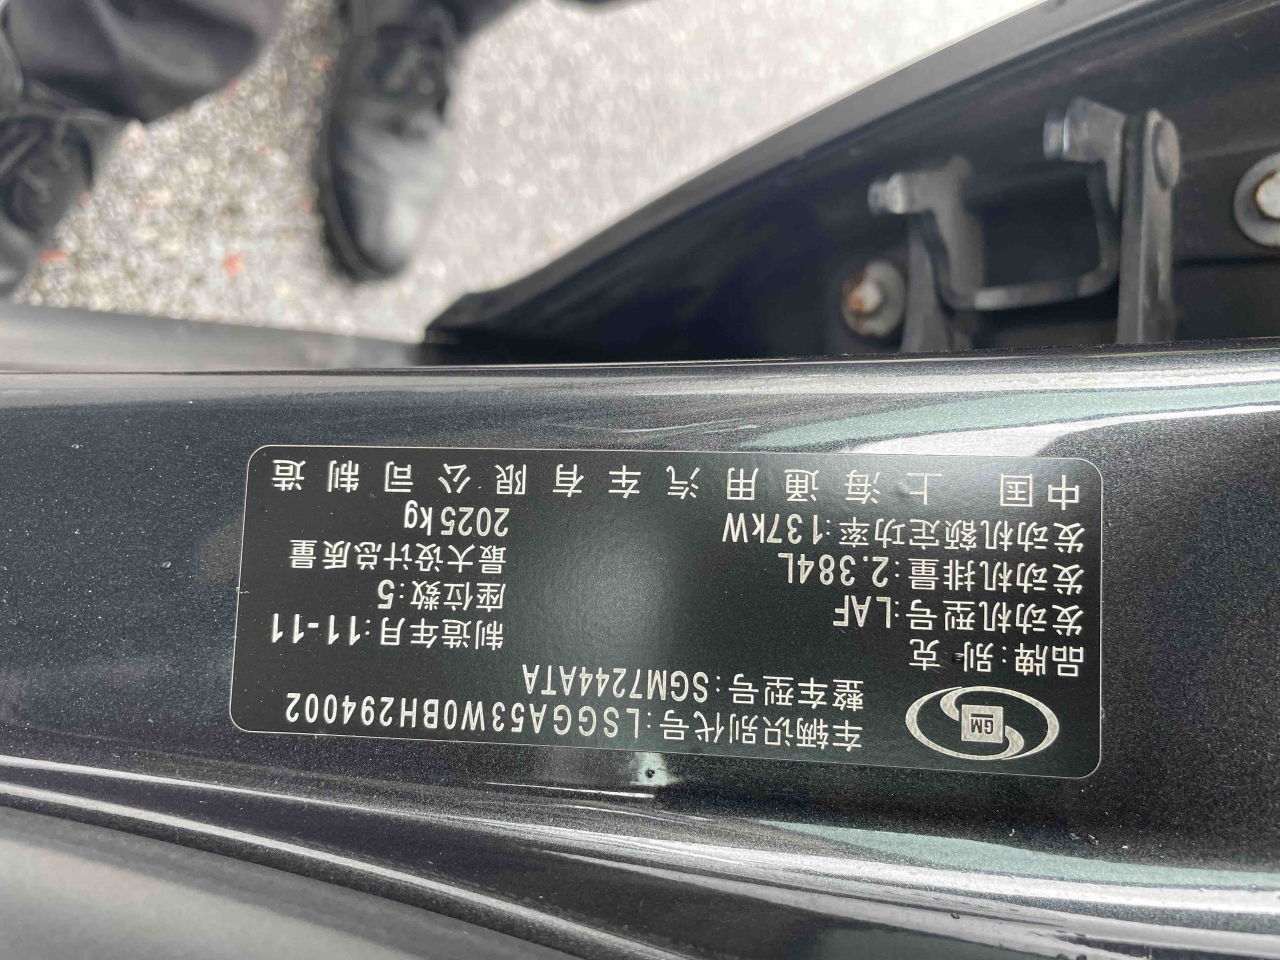 GM
车辆识别代号:LSGGA53W0BH294002
整车型号:SGM7244ATA
品牌:别 克
制造年月:11-11
发动机型号:LAF
座位数:5
发动机排量:2.384L
最大设计总质量
发动机额定功率:137kW
2025kg
中国 上海通用汽车有限公司制造